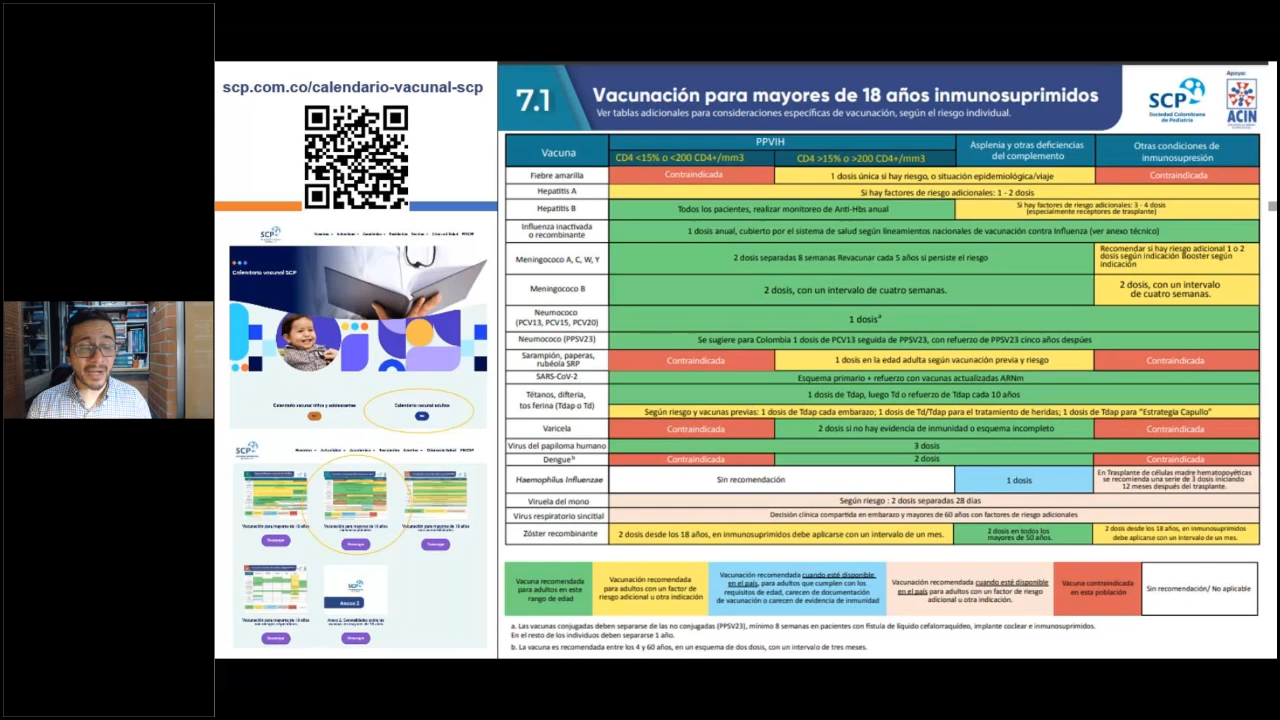 scp.com.co/calendario-vacunal-scp
SCP
Calendario vacunal SCP
Calendario vacunal niños y adolescentes
Calendario vacunal adultos
SCP
Anexo 2
7.1
Vacunación para mayores de 18 años inmunosuprimidos
Ver tablas adicionales para consideraciones específicas de vacunación, según el riesgo individual.
SCP
Sociedad Colombiana
de Pediatría
Apoyo:
ACIN
Vacuna
PPVIH
CD4 <15% o <200 CD4+/mm3
CD4 >15% o >200 CD4+/mm3
Asplenia y otras deficiencias
del complemento
Otras condiciones de
inmunosupresión
Fiebre amarilla
Contraindicada
1 dosis única si hay riesgo, o situación epidemiológica/viaje
Contraindicada
Hepatitis A
Si hay factores de riesgo adicionales: 1 - 2 dosis
Hepatitis B
Todos los pacientes, realizar monitoreo de Anti-Hbs anual
Si hay factores de riesgo adicionales: 3 - 4 dosis
(especialmente receptores de trasplante)
Influenza inactivada
o recombinante
1 dosis anual, cubierto por el sistema de salud según lineamientos nacionales de vacunación contra Influenza (ver anexo técnico)
Meningococo A, C, W, Y
2 dosis separadas 8 semanas Revacunar cada 5 años si persiste el riesgo
Recomendar si hay riesgo adicional 1 o 2
dosis según indicación Booster según
indicación
Meningococo B
2 dosis, con un intervalo de cuatro semanas.
2 dosis, con un intervalo
de cuatro semanas.
Neumococo
(PCV13, PCV15, PCV20)
1 dosisᵃ
Neumococo (PPSV23)
Se sugiere para Colombia 1 dosis de PCV13 seguida de PPSV23, con refuerzo de PPSV23 cinco años despúes
Sarampión, paperas,
rubéola SRP
Contraindicada
1 dosis en la edad adulta según vacunación previa y riesgo
Contraindicada
SARS-CoV-2
Esquema primario + refuerzo con vacunas actualizadas ARNm
Tétanos, difteria,
tos ferina (Tdap o Td)
1 dosis de Tdap, luego Td o refuerzo de Tdap cada 10 años
Según riesgo y vacunas previas: 1 dosis de Tdap cada embarazo; 1 dosis de Td/Tdap para el tratamiento de heridas; 1 dosis de Tdap para “Estrategia Capullo”
Varicela
Contraindicada
2 dosis si no hay evidencia de inmunidad o esquema incompleto
Contraindicada
Virus del papiloma humano
3 dosis
Dengueᵇ
Contraindicada
2 dosis
Contraindicada
Haemophilus Influenzae
Sin recomendación
1 dosis
En Trasplante de células madre hematopoyéticas
se recomienda una serie de 3 dosis iniciando
12 meses después del trasplante.
Viruela del mono
Según riesgo : 2 dosis separadas 28 días
Virus respiratorio sincitial
Decisión clínica compartida en embarazo y mayores de 60 años con factores de riesgo adicionales
Zóster recombinante
2 dosis desde los 18 años, en inmunosuprimidos debe aplicarse con un intervalo de un mes.
2 dosis en todos los
mayores de 50 años.
2 dosis desde los 18 años, en inmunosuprimidos
debe aplicarse con un intervalo de un mes.
Vacuna recomendada
para adultos en este
rango de edad
Vacunación recomendada
para adultos con un factor de
riesgo adicional u otra indicación
Vacunación recomendada cuando esté disponible
en el país, para adultos que cumplen con los
requisitos de edad, carecen de documentación
de vacunación o carecen de evidencia de inmunidad
Vacuna recomendada cuando esté disponible
en el país para adultos con un factor de riesgo
adicional u otra indicación.
Vacuna contraindicada
en esta población
Sin recomendación/ No aplicable
a. Las vacunas conjugadas deben separarse de las no conjugadas (PPSV23), mínimo 8 semanas en pacientes con fístula de líquido cefalorraquídeo, implante coclear e inmunosuprimidos.
En el resto de los individuos deben separarse 1 año.
b. La vacuna es recomendada entre los 4 y 60 años, en un esquema de dos dosis, con un intervalo de tres meses.